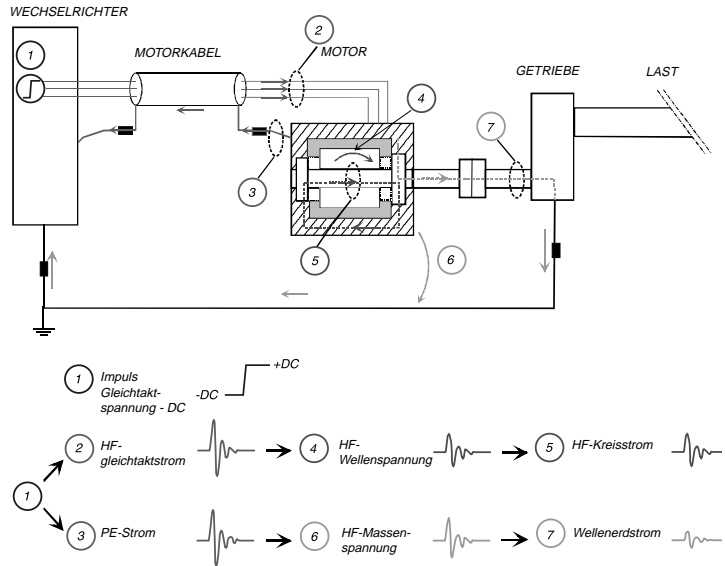 WECHSELRICHTER
1
MOTORKABEL
2
MOTOR
GETRIEBE
LAST
4
7
3
5
6
1
Impuls
Gleichtakt-
spannung - DC
-DC
+DC
2
HF-
gleichtaktstrom
4
HF-
Wellenspannung
5
HF-Kreisstrom
1
3
PE-Strom
6
HF-Massen-
spannung
7
Wellenerdstrom